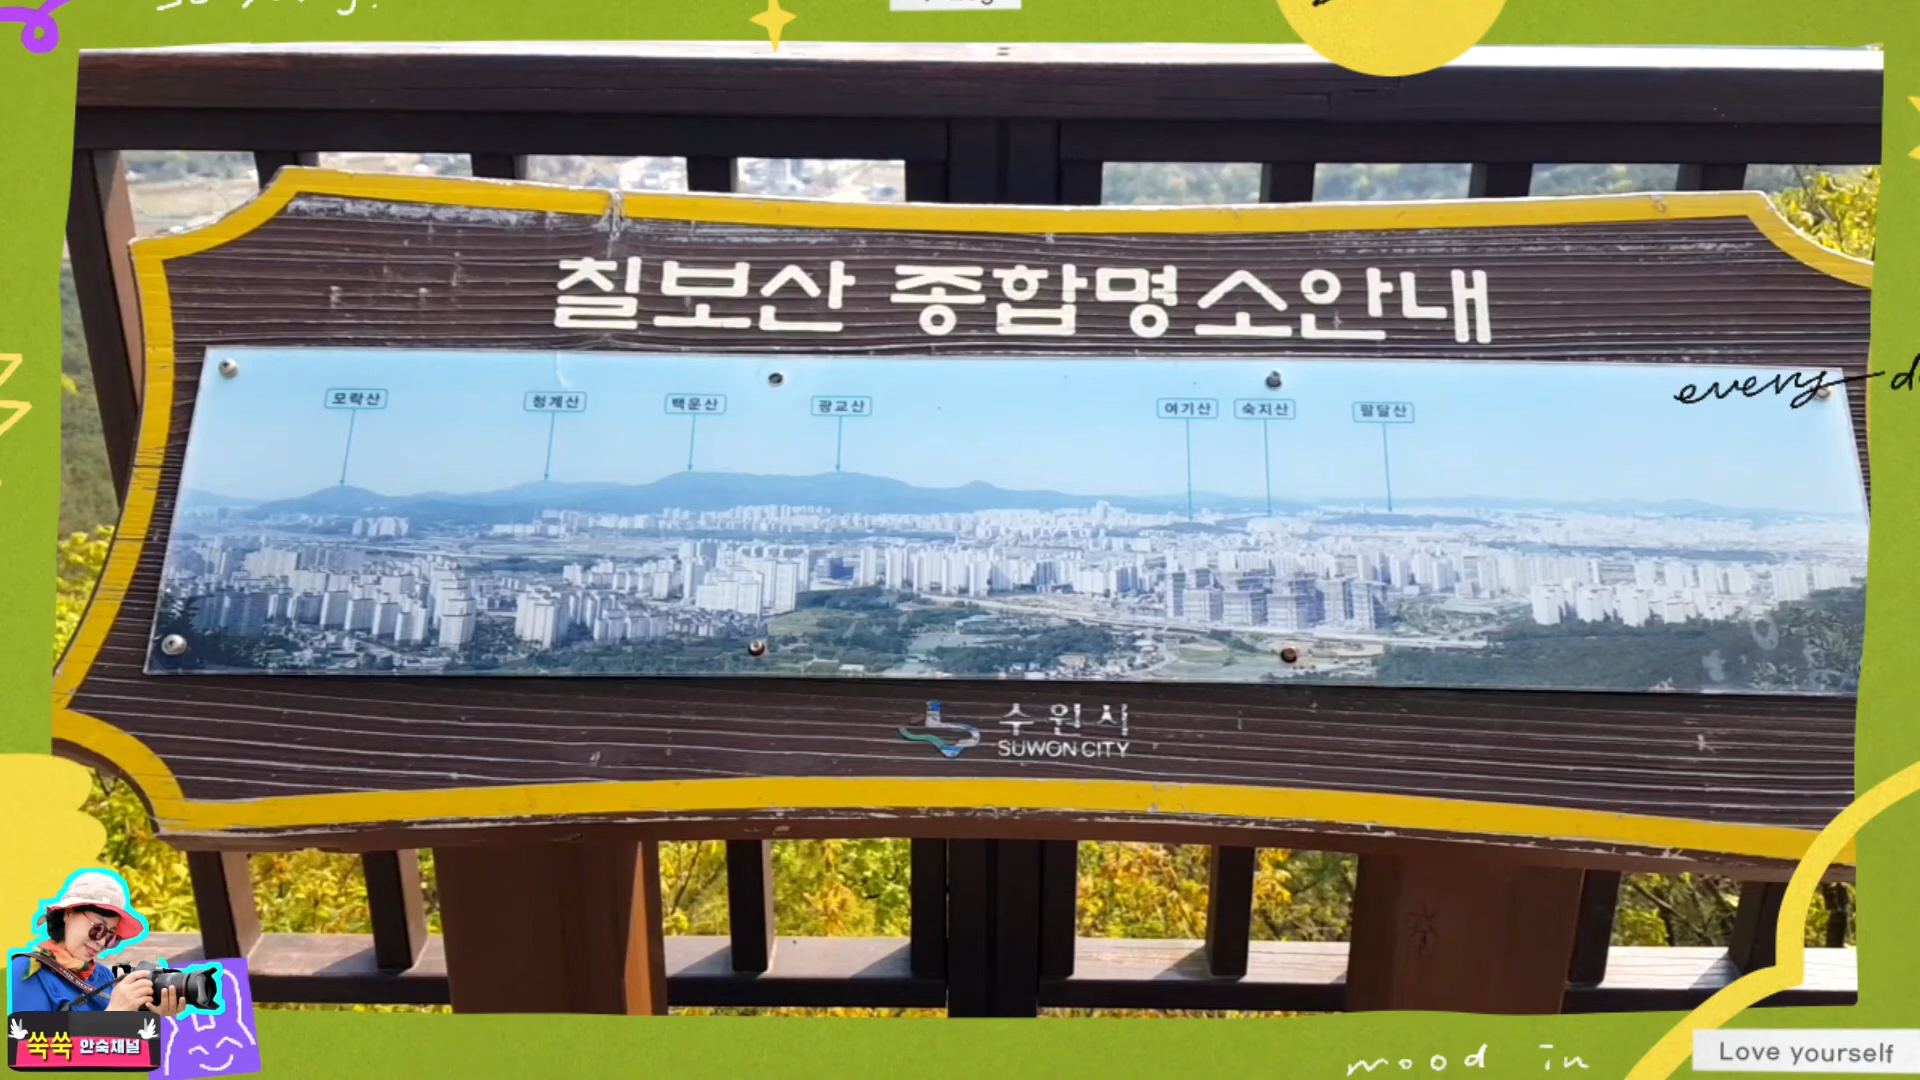 칠보산 종합명소안내
모락산 청계산 백운산 광교산 여기산 숙지산 팔달산
every
수원시
SUWON CITY
쑥쑥 안숙채널
mood in
Love yourself